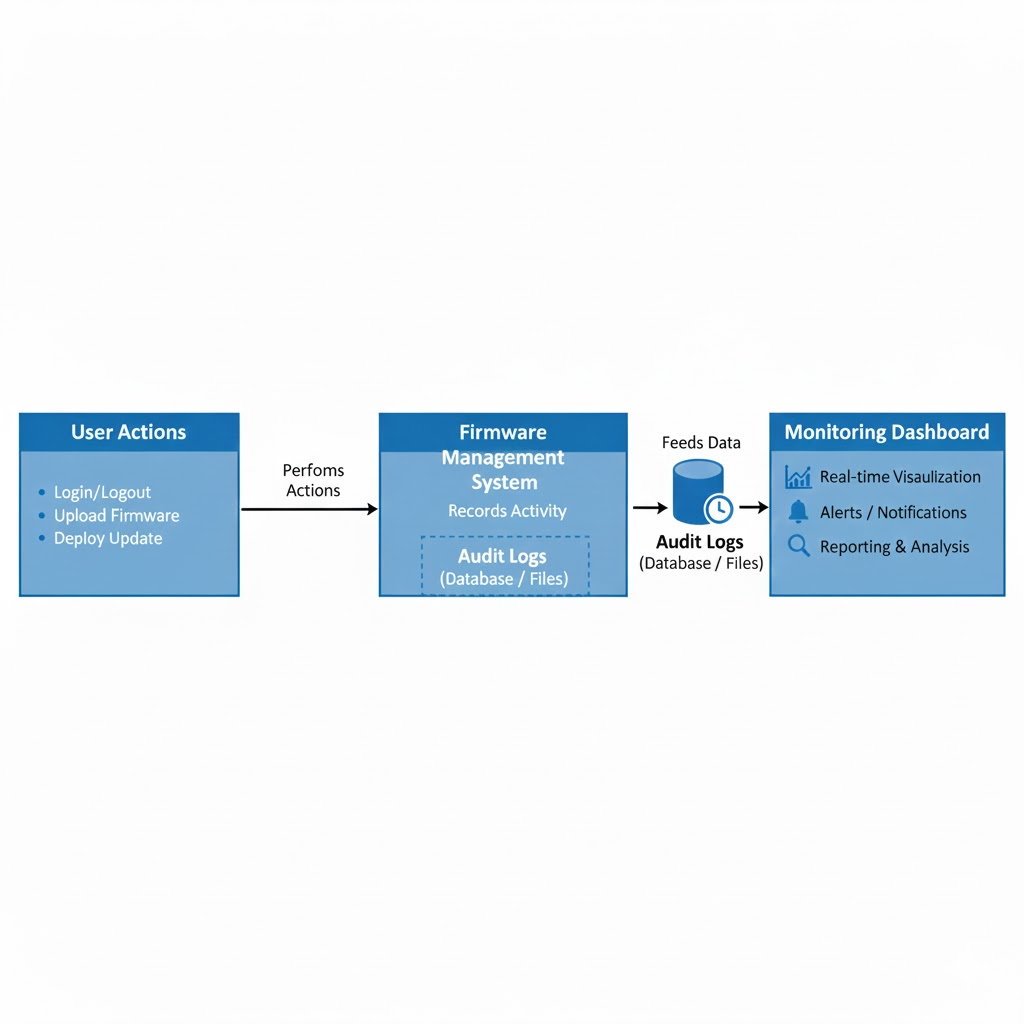 User Actions
• Login/Logout
• Upload Firmware
• Deploy Update
Perfoms
Actions
Firmware
Management
System
Records Activity
Audit Logs
(Database / Files)
Feeds Data
Audit Logs
(Database / Files)
Monitoring Dashboard
Real-time Visaulization
Alerts / Notifications
Reporting & Analysis